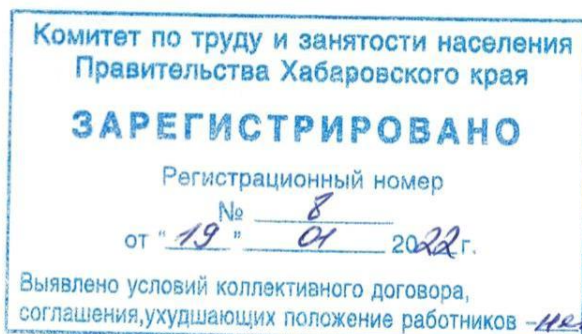 Комитет по труду и занятости населения
Правительства Хабаровского края
ЗАРЕГИСТРИРОВАНО
Регистрационный номер
№ 8
от "19" 01 2022 г.
Выявлено условий коллективного договора,
соглашения,ухудшающих положение работников -